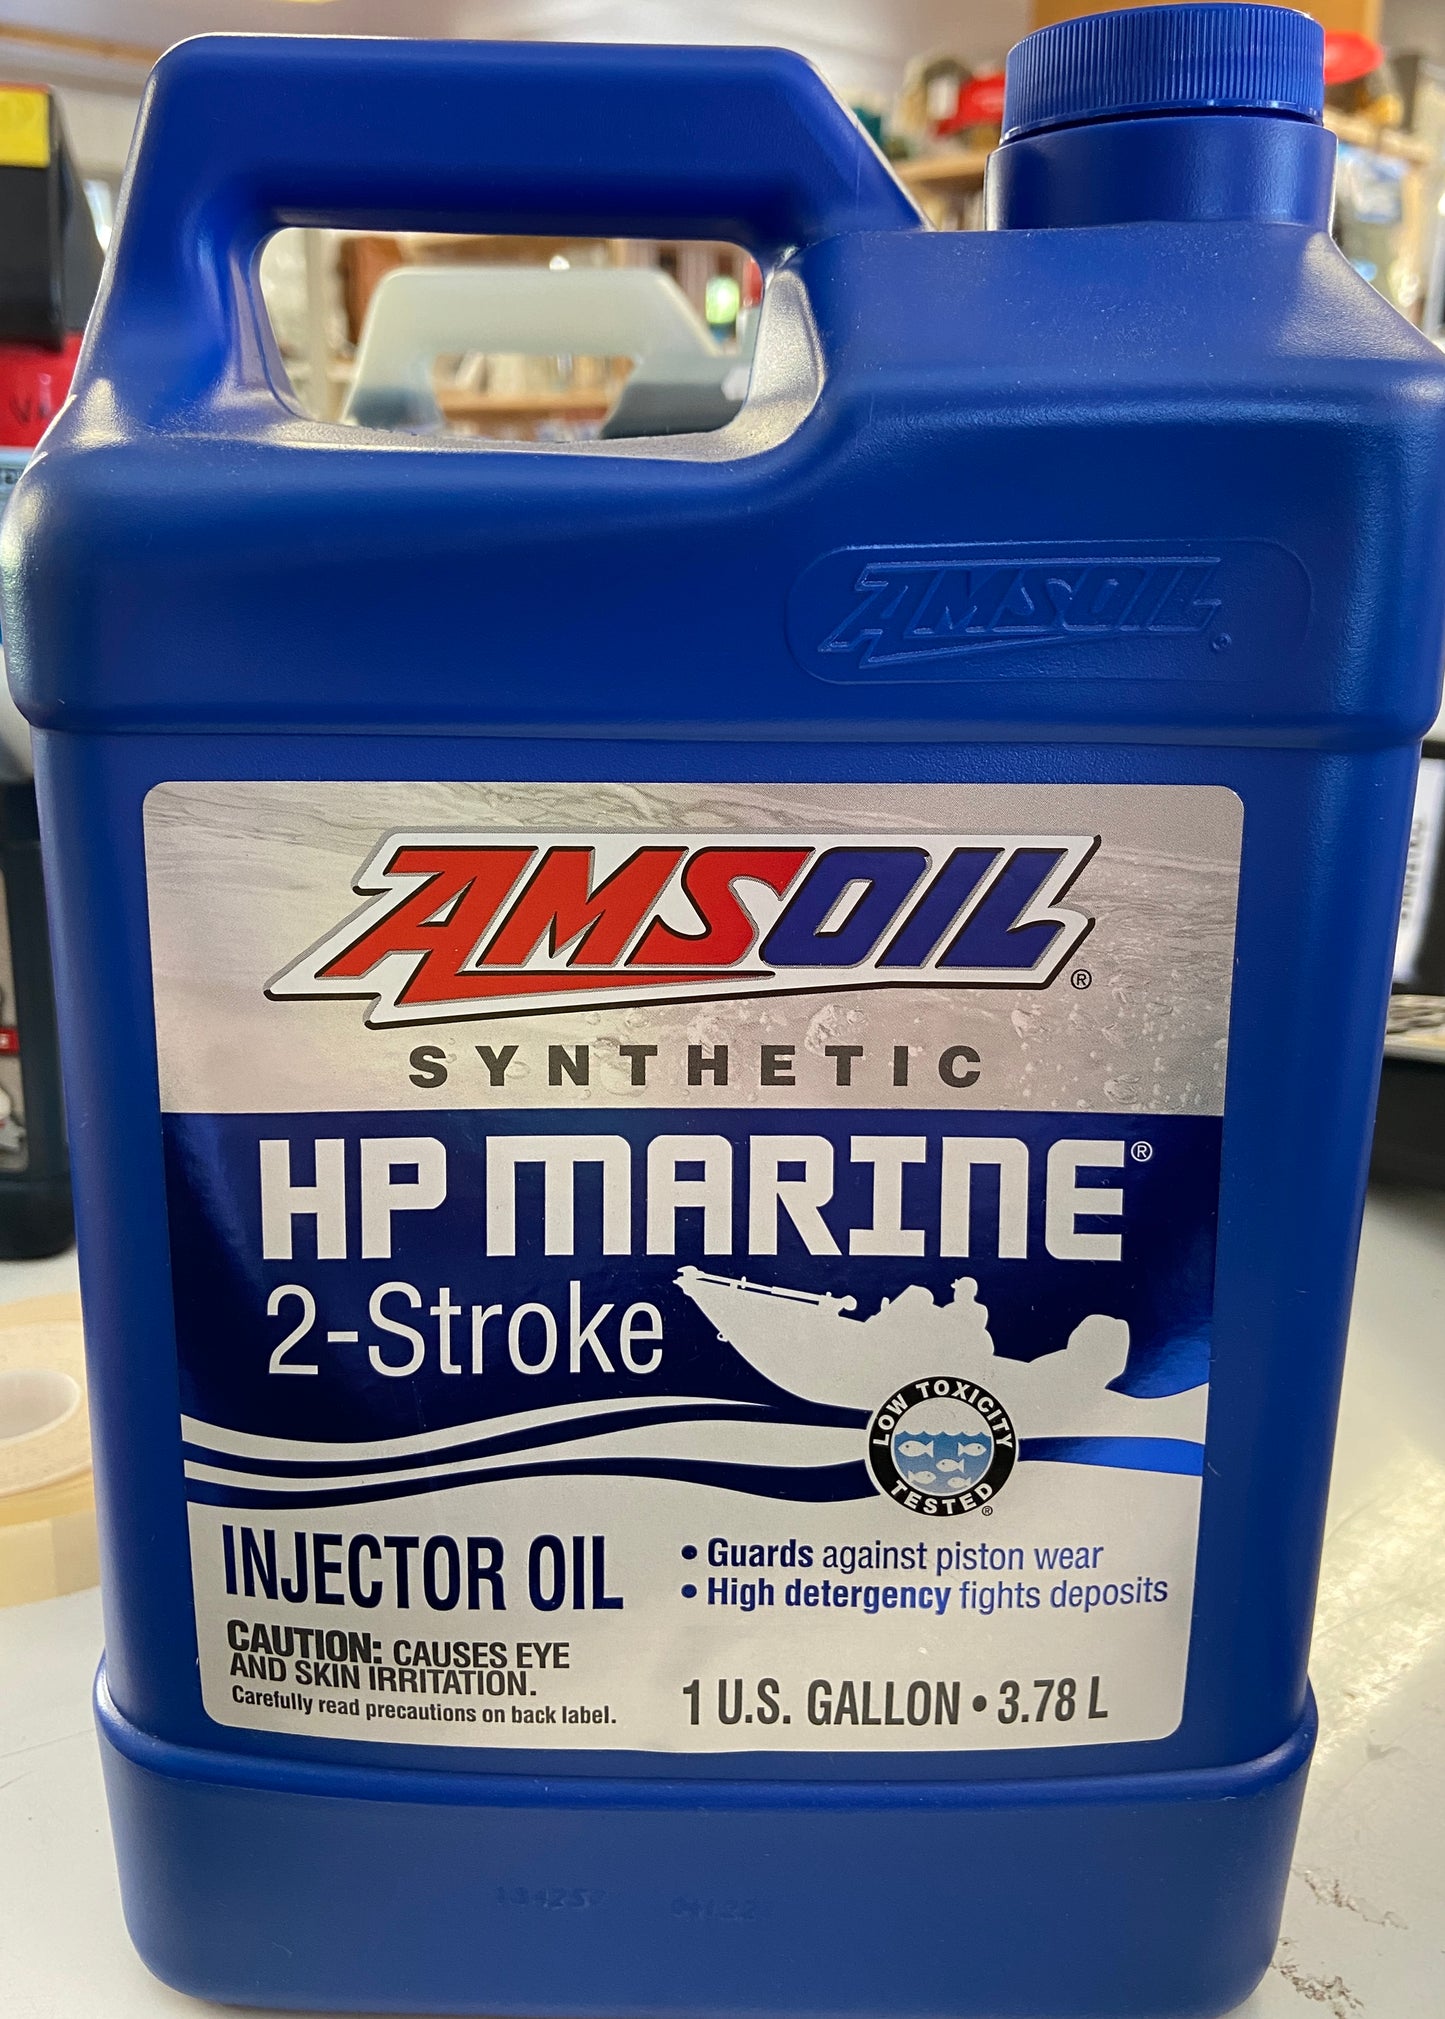 AMSOIL
AMSOIL®
SYNTHETIC
HP MARINE®
2-Stroke
LOW TOXICITY
TESTED®
INJECTOR OIL
• Guards against piston wear
• High detergency fights deposits
CAUTION: CAUSES EYE
AND SKIN IRRITATION.
Carefully read precautions on back label.
1 U.S. GALLON • 3.78 L